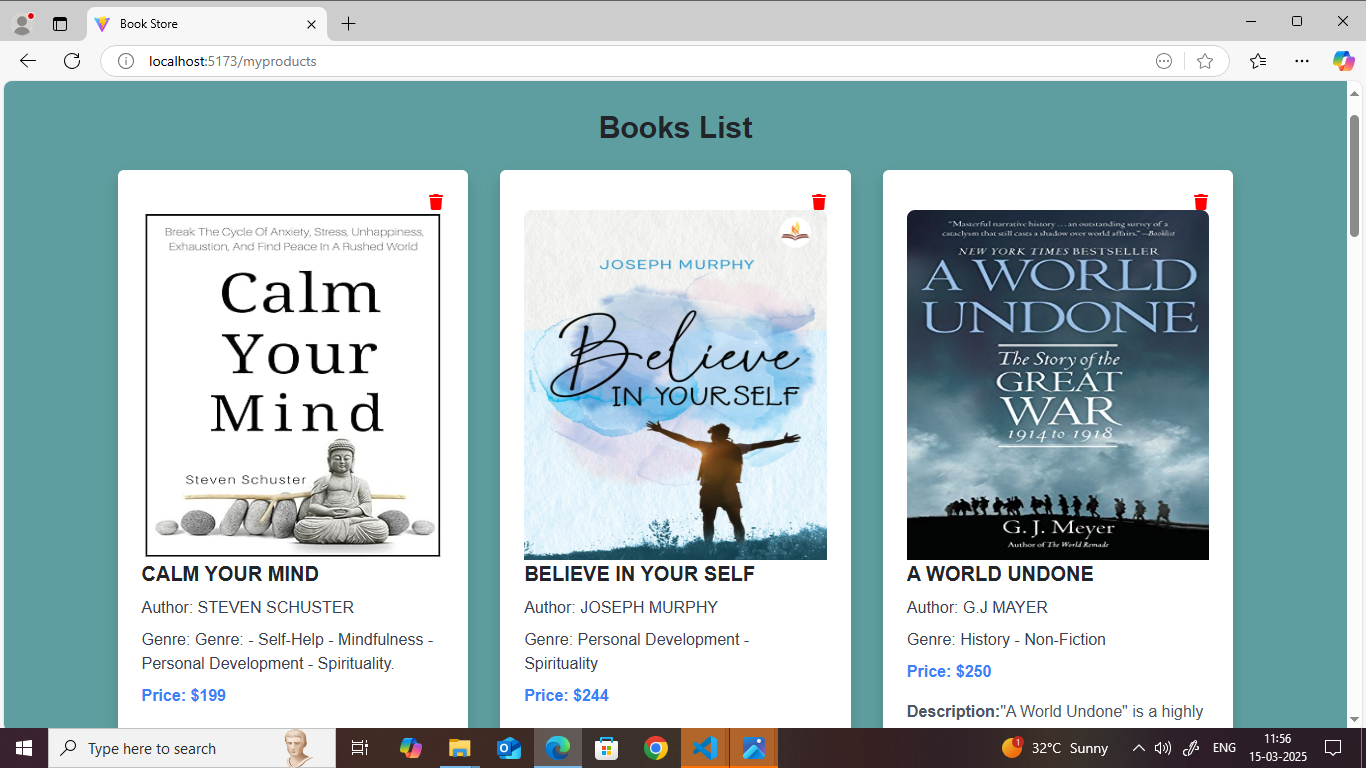 Book Store
localhost:5173/myproducts
Books List
Break The Cycle Of Anxiety, Stress, Unhappiness,
Exhaustion, And Find Peace In A Rushed World
Calm
Your
Mind
Steven Schuster
CALM YOUR MIND
Author: STEVEN SCHUSTER
Genre: Genre: - Self-Help - Mindfulness -
Personal Development - Spirituality.
Price: $199
JOSEPH MURPHY
Believe
IN YOURSELF
BELIEVE IN YOUR SELF
Author: JOSEPH MURPHY
Genre: Personal Development -
Spirituality
Price: $244
"Masterful narrative history . . . an outstanding survey of a
cataclysm that still casts a shadow over world affairs." —Booklist
NEW YORK TIMES BESTSELLER
A WORLD
UNDONE
The Story of the
GREAT
WAR
1914 to 1918
G. J. Meyer
Author of The World Remade
A WORLD UNDONE
Author: G.J MAYER
Genre: History - Non-Fiction
Price: $250
Description:"A World Undone" is a highly
Type here to search
1
32°C Sunny
ENG
11:56
15-03-2025